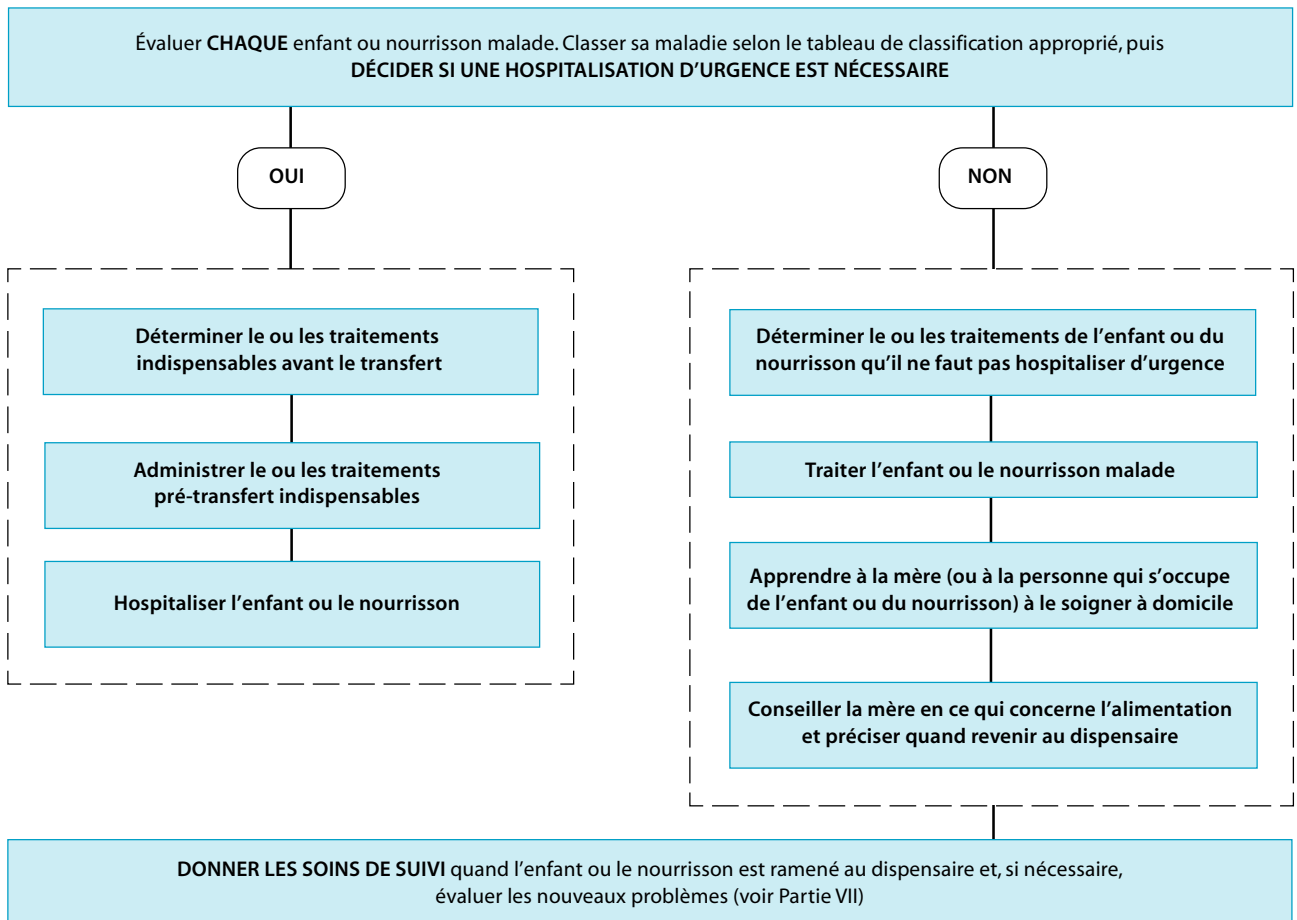 Évaluer CHAQUE enfant ou nourrisson malade. Classer sa maladie selon le tableau de classification approprié, puis
DÉCIDER SI UNE HOSPITALISATION D’URGENCE EST NÉCESSAIRE
OUI
NON
Déterminer le ou les traitements
indispensables avant le transfert
Administrer le ou les traitements
pré-transfert indispensables
Hospitaliser l’enfant ou le nourrisson
Déterminer le ou les traitements de l’enfant ou du
nourrisson qu’il ne faut pas hospitaliser d’urgence
Traiter l’enfant ou le nourrisson malade
Apprendre à la mère (ou à la personne qui s’occupe
de l’enfant ou du nourrisson) à le soigner à domicile
Conseiller la mère en ce qui concerne l’alimentation
et préciser quand revenir au dispensaire
DONNER LES SOINS DE SUIVI quand l’enfant ou le nourrisson est ramené au dispensaire et, si nécessaire,
évaluer les nouveaux problèmes (voir Partie VII)